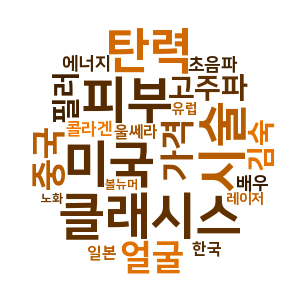 탄력
에너지
초음파
필러
피부
고주파
유럽
콜라겐
울쎄라
가격
시술
김숙
중국
미국
볼뉴머
배우
노화
클래시스
레이저
일본
얼굴
한국